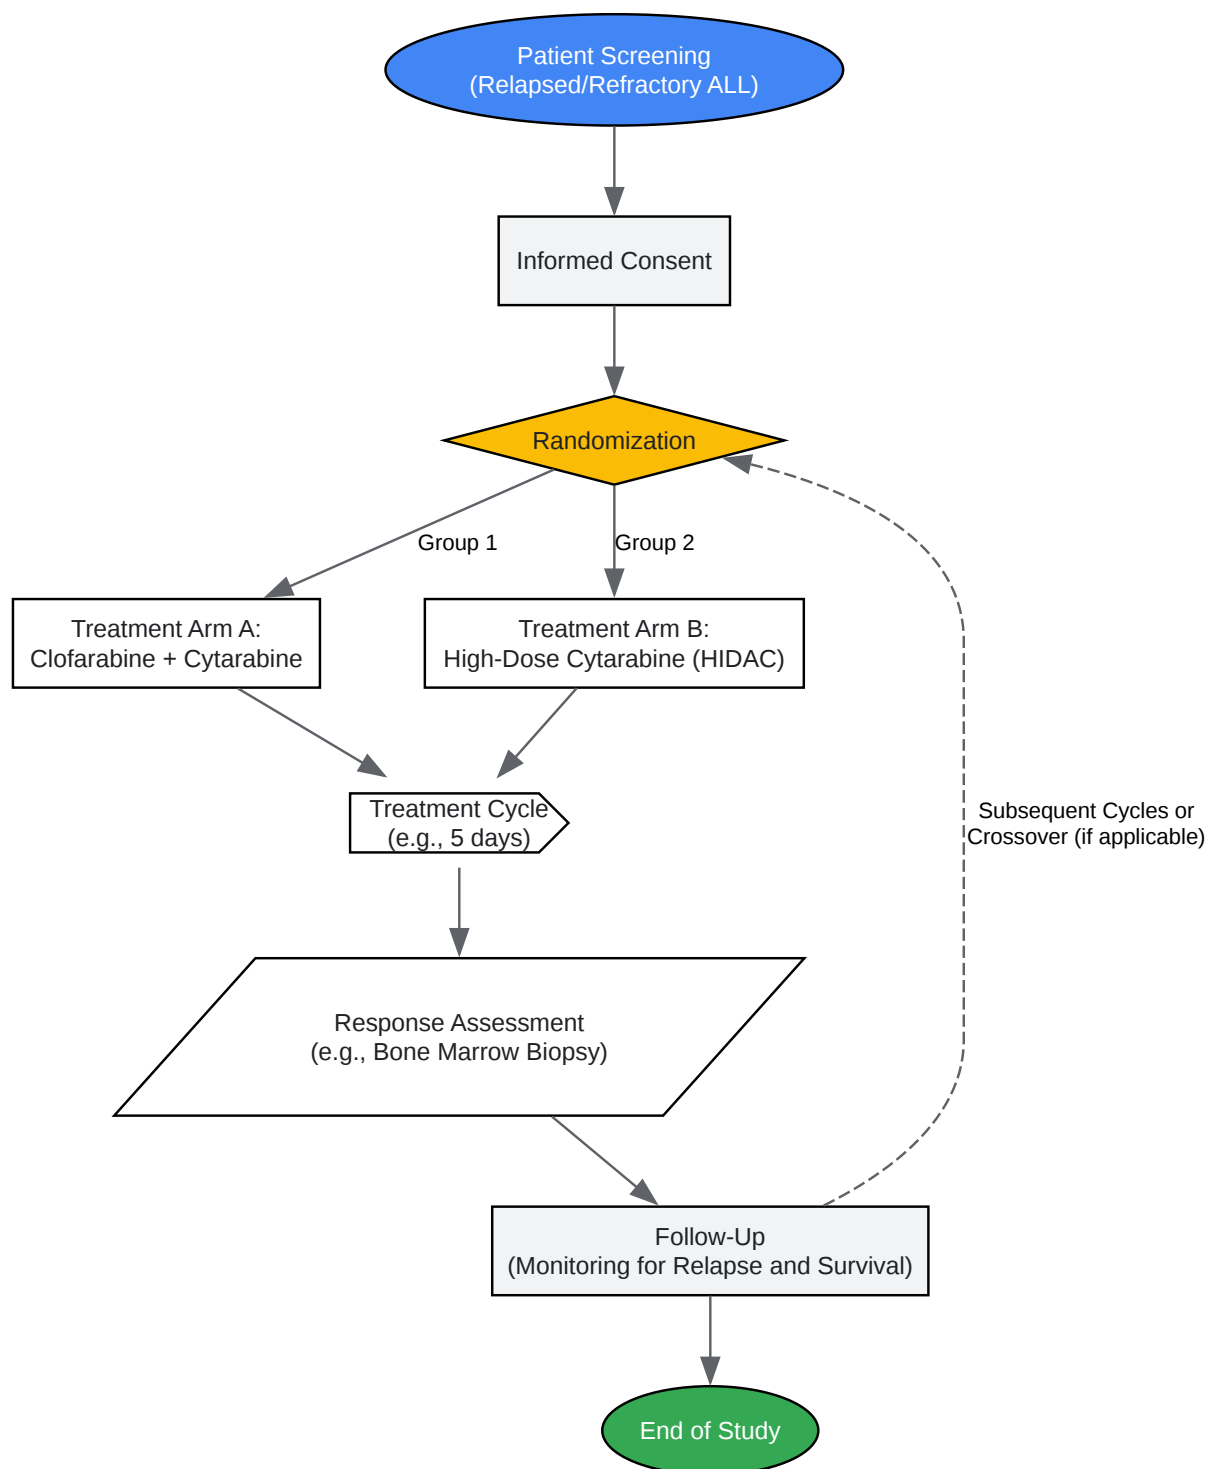 Patient Screening
(Relapsed/Refractory ALL)
Informed Consent
Randomization
Group 1
Group 2
Treatment Arm A:
Clofarabine + Cytarabine
Treatment Arm B:
High-Dose Cytarabine (HIDAC)
Treatment Cycle
(e.g., 5 days)
Subsequent Cycles or
Crossover (if applicable)
Response Assessment
(e.g., Bone Marrow Biopsy)
Follow-Up
(Monitoring for Relapse and Survival)
End of Study